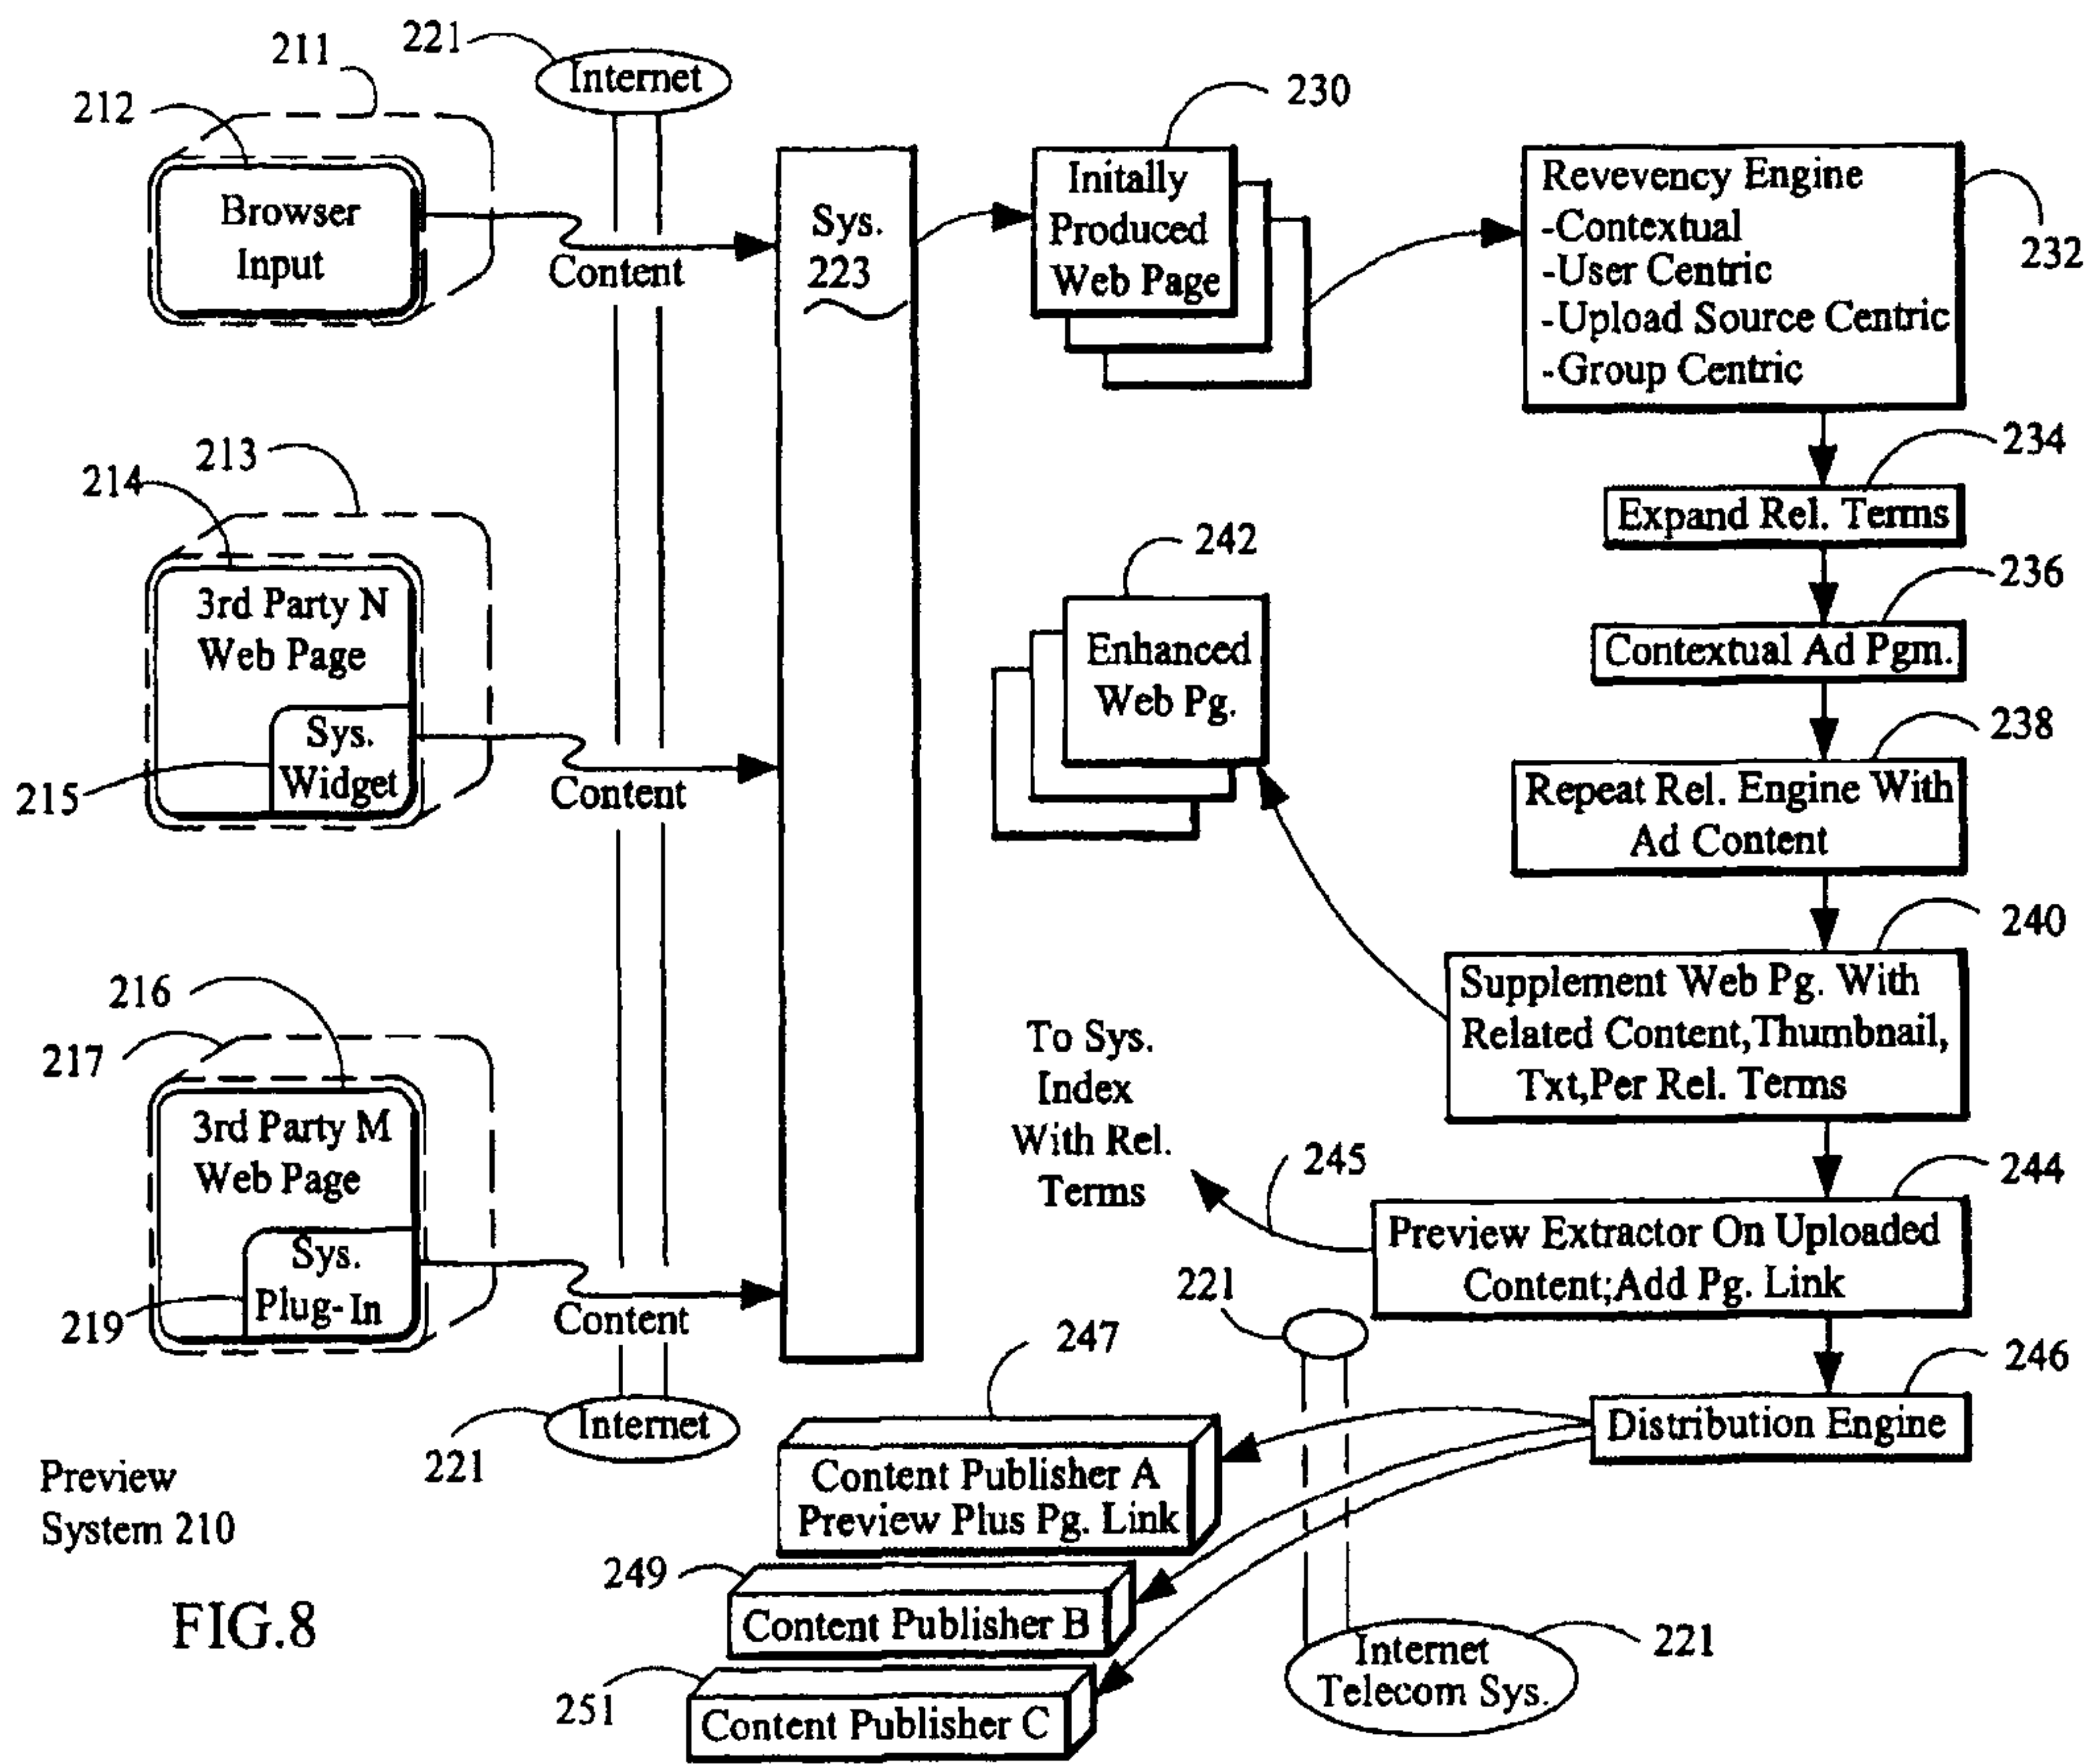 221
211
Internet
230
212
Initally
Produced
Web Page
Revevency Engine
-Contextual
-User Centric
-Upload Source Centric
-Group Centric
232
Browser
Input
Content
Sys.
223
234
Expand Rel. Terms
213
214
3rd Party N
Web Page
Sys.
Widget
215
Content
242
Enhanced
Web Pg.
236
Contextual Ad Pgm.
238
Repeat Rel. Engine With
Ad Content
240
Supplement Web Pg. With
Related Content,Thumbnail,
Txt,Per Rel. Terms
216
217
3rd Party M
Web Page
Sys.
Plug-In
219
Content
To Sys.
Index
With Rel.
Terms
245
244
Preview Extractor On Uploaded
Content;Add Pg. Link
221
247
246
Distribution Engine
Internet
221
Content Publisher A
Preview Plus Pg. Link
Preview
System 210
249
Content Publisher B
FIG.8
251
Content Publisher C
Internet
Telecom Sys.
221